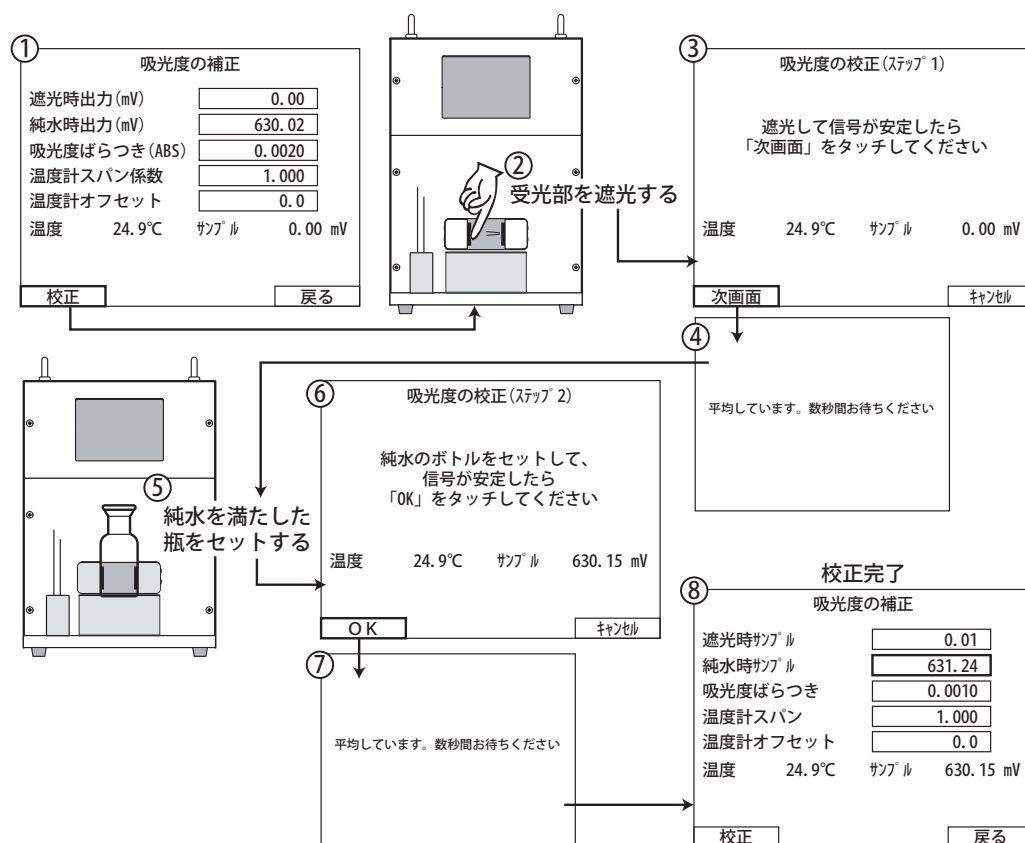 ①
吸光度の補正
遮光時出力(mV) 0.00
純水時出力(mV) 630.02
吸光度ばらつき(ABS) 0.0020
温度計スパン係数 1.000
温度計オフセット 0.0
温度 24.9℃ ｻﾝﾌﾟﾙ 0.00 mV
校正 戻る
②
受光部を遮光する
③
吸光度の校正(ｽﾃｯﾌﾟ1)
遮光して信号が安定したら
「次画面」をタッチしてください
温度 24.9℃ ｻﾝﾌﾟﾙ 0.00 mV
次画面 ｷｬﾝｾﾙ
④
平均しています。数秒間お待ちください
⑤
純水を満たした
瓶をセットする
⑥
吸光度の校正(ｽﾃｯﾌﾟ2)
純水のボトルをセットして、
信号が安定したら
「OK」をタッチしてください
温度 24.9℃ ｻﾝﾌﾟﾙ 630.15 mV
OK ｷｬﾝｾﾙ
⑦
平均しています。数秒間お待ちください
校正完了
⑧
吸光度の補正
遮光時ｻﾝﾌﾟﾙ 0.01
純水時ｻﾝﾌﾟﾙ 631.24
吸光度ばらつき 0.0010
温度計スパン 1.000
温度計オフセット 0.0
温度 24.9℃ ｻﾝﾌﾟﾙ 630.15 mV
校正 戻る